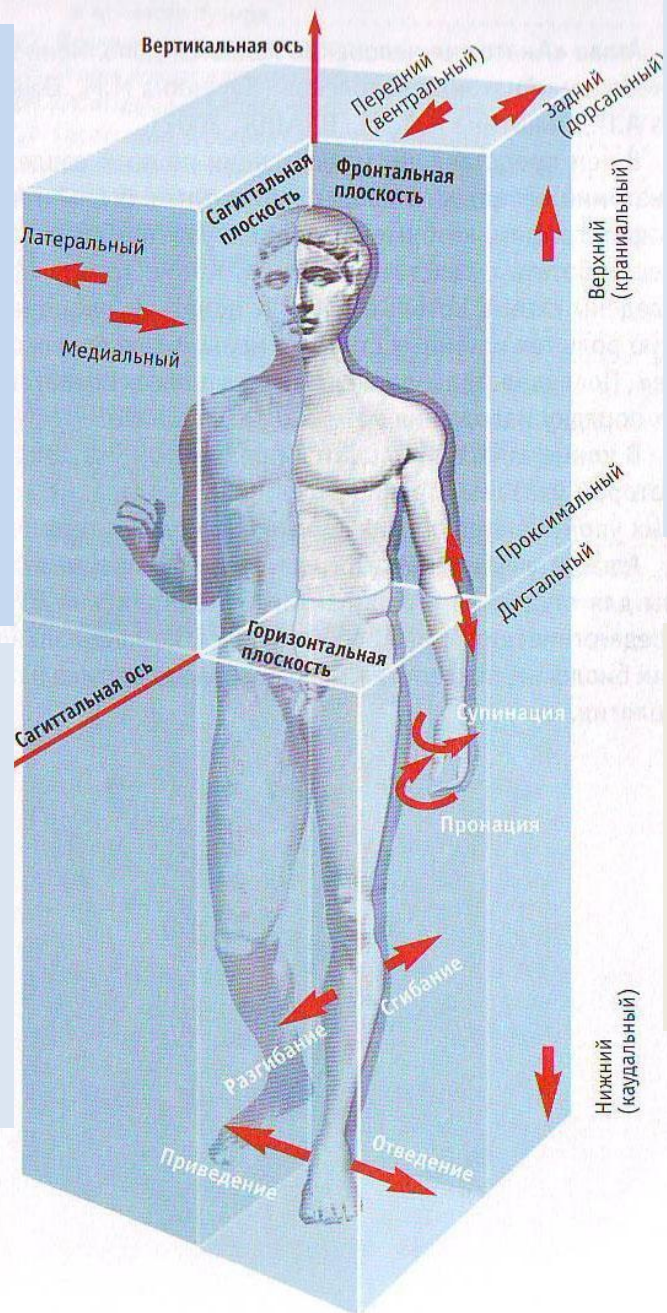 Вертикальная ось
Передний
(вентральный)
Задний
(дорсальный)
Сагиттальная
плоскость
Фронтальная
плоскость
Верхний
(краниальный)
Латеральный
Медиальный
Проксимальный
Дистальный
Горизонтальная
плоскость
Сагиттальная ось
Супинация
Пронация
Сгибание
Разгибание
Нижний
(каудальный)
Приведение
Отведение